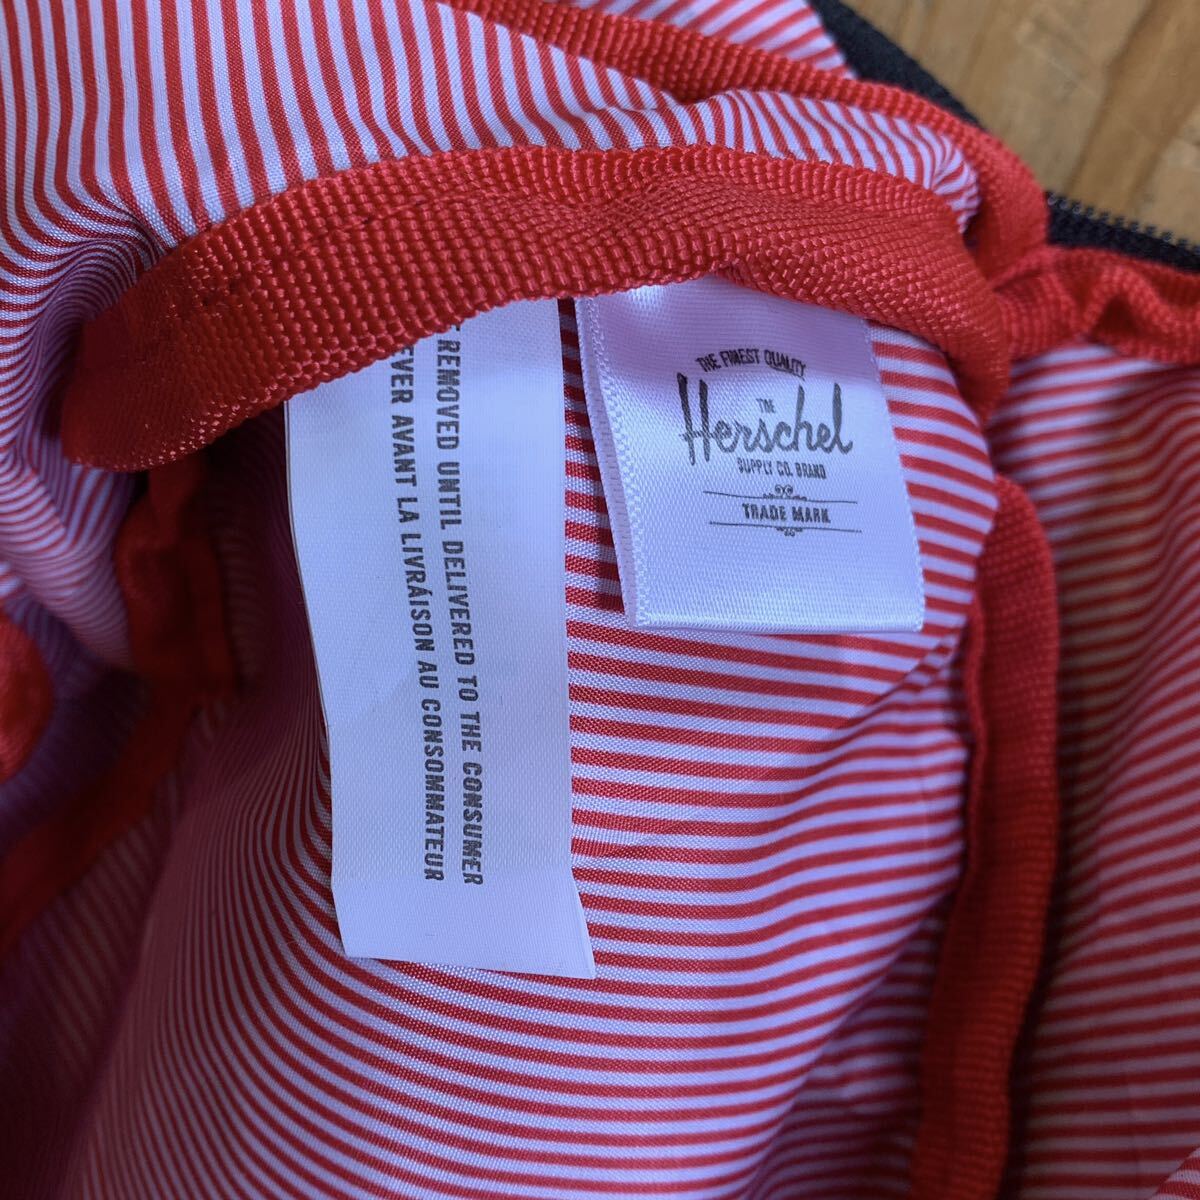 REMOVED UNTIL DELIVERED TO THE CONSUMER
EVER AVANT LA LIVRÁISON AU CONSOMMATEUR
THE FINEST QUALITY
THE
Herschel
SUPPLY CO. BRAND
TRADE MARK